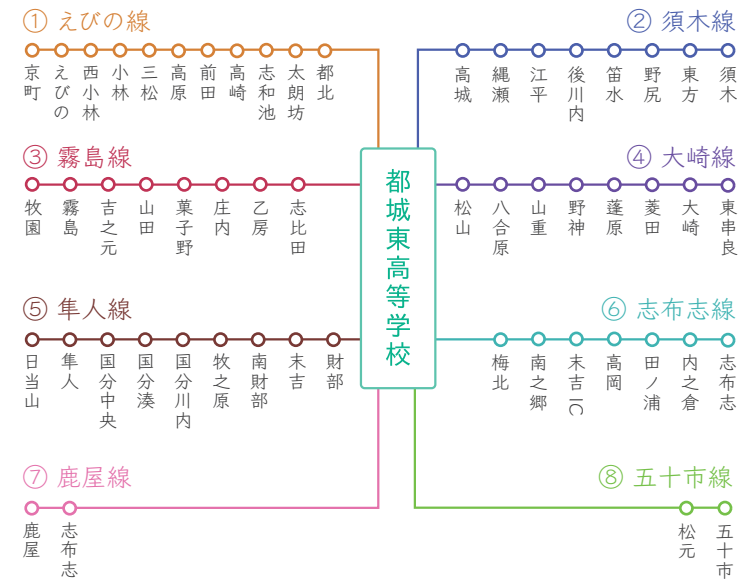 ① えびの線
京町
えびの
西小林
小林
三松
高原
前田
高崎
志和池
太朗坊
都北
② 須木線
高城
縄瀬
江平
後川内
笛水
野尻
東方
須木
③ 霧島線
牧園
霧島
吉之元
山田
菓子野
庄内
乙房
志比田
④ 大崎線
松山
八合原
山重
野神
蓬原
菱田
大崎
東串良
都城東高等学校
⑤ 隼人線
日当山
隼人
国分中央
国分湊
国分川内
牧之原
南財部
末吉
財部
⑥ 志布志線
梅北
南之郷
末吉IC
高岡
田ノ浦
内之倉
志布志
⑦ 鹿屋線
鹿屋
志布志
⑧ 五十市線
松元
五十市